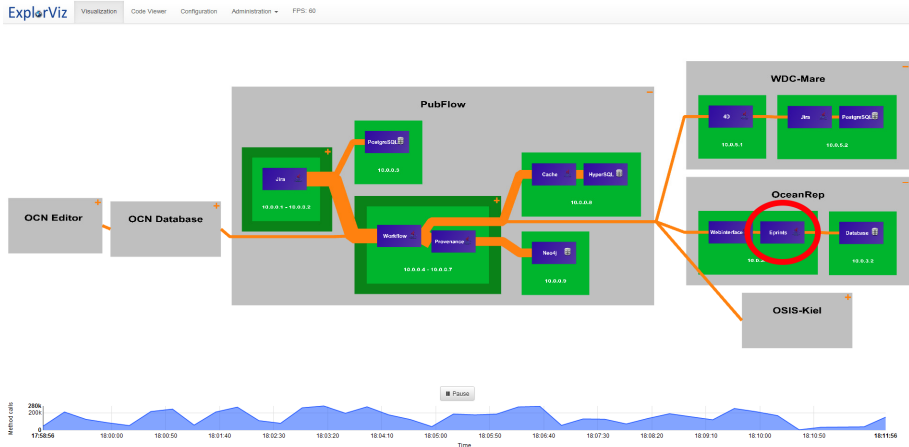 ExplorViz
Visualization Code Viewer Configuration Administration FPS: 60
WDC-Mare
4D Jira PostgreSQL
10.0.5.1 10.0.5.2
PubFlow
PostgreSQL
10.0.0.3
Jira
10.0.0.1 - 10.0.0.2
Cache HyperSQL
10.0.0.8
Workflow Provenance
10.0.0.4 - 10.0.0.7
Neo4j
10.0.0.9
OCN Editor
OCN Database
OceanRep
Webinterface Eprints Database
10.0.3.2
OSIS-Kiel
Pause
Method calls
280k
200k
0
17:58:56 18:00:00 18:00:50 18:01:40 18:02:30 18:03:20 18:04:10 18:05:00 18:05:50 18:06:40 18:07:30 18:08:20 18:09:10 18:10:00 18:10:50 18:11:56
Time